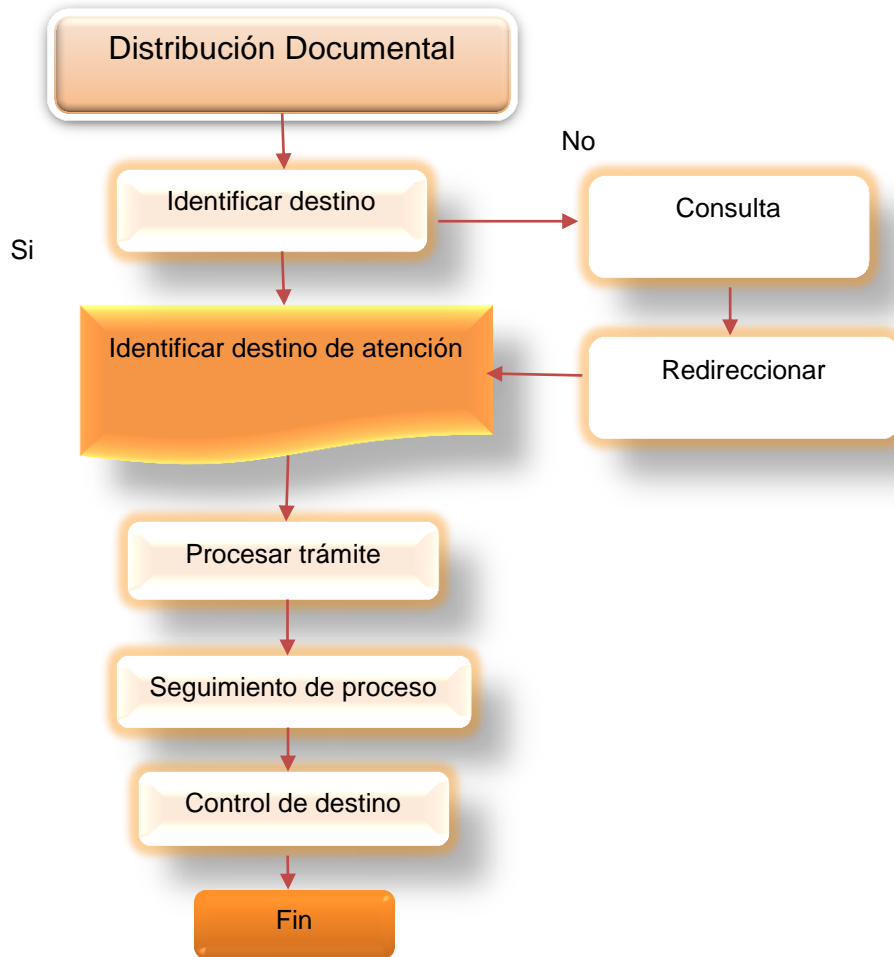 Distribución Documental
No
Identificar destino
Consulta
Si
Identificar destino de atención
Redireccionar
Procesar trámite
Seguimiento de proceso
Control de destino
Fin